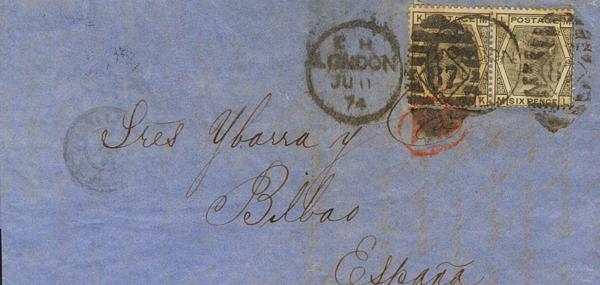 K POSTAGE M
POSTAGE M
E H
LONDON
JU 11
74
K
M SIX PENCE L
Sres Ybarra y C
Bilbao
España